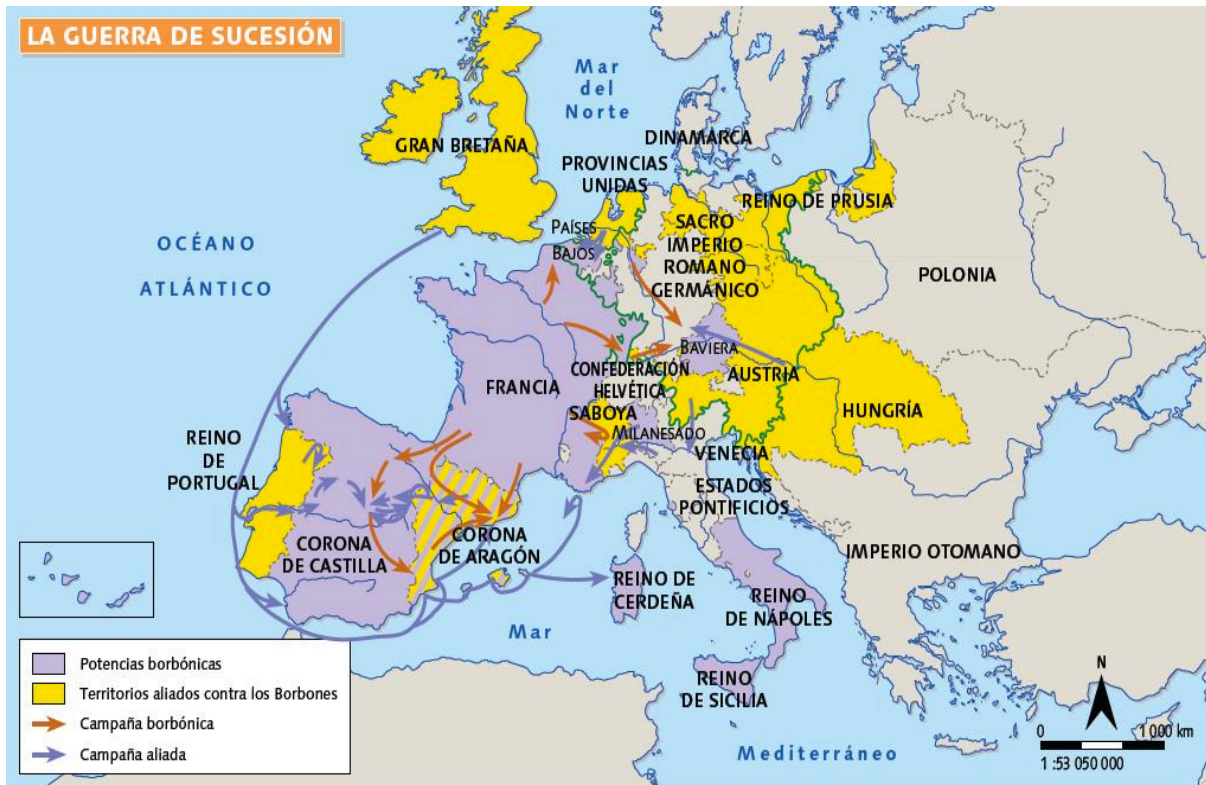 LA GUERRA DE SUCESIÓN
Mar
del
Norte
GRAN BRETAÑA
DINAMARCA
PROVINCIAS
UNIDAS
REINO DE PRUSIA
PAÍSES
BAJOS
SACRO
IMPERIO
ROMANO
GERMÁNICO
OCÉANO
ATLÁNTICO
POLONIA
BAVIERA
FRANCIA
CONFEDERACIÓN
HELVÉTICA
AUSTRIA
HUNGRÍA
SABOYA
MILANESADO
VENECIA
REINO
DE
PORTUGAL
ESTADOS
PONTIFICIOS
CORONA
DE CASTILLA
CORONA
DE ARAGÓN
IMPERIO OTOMANO
REINO DE
CERDEÑA
REINO
DE NÁPOLES
Mar
REINO
DE SICILIA
Mediterráneo
Potencias borbónicas
Territorios aliados contra los Borbones
Campaña borbónica
Campaña aliada
N
0 1 000 km
1 :53 050 000